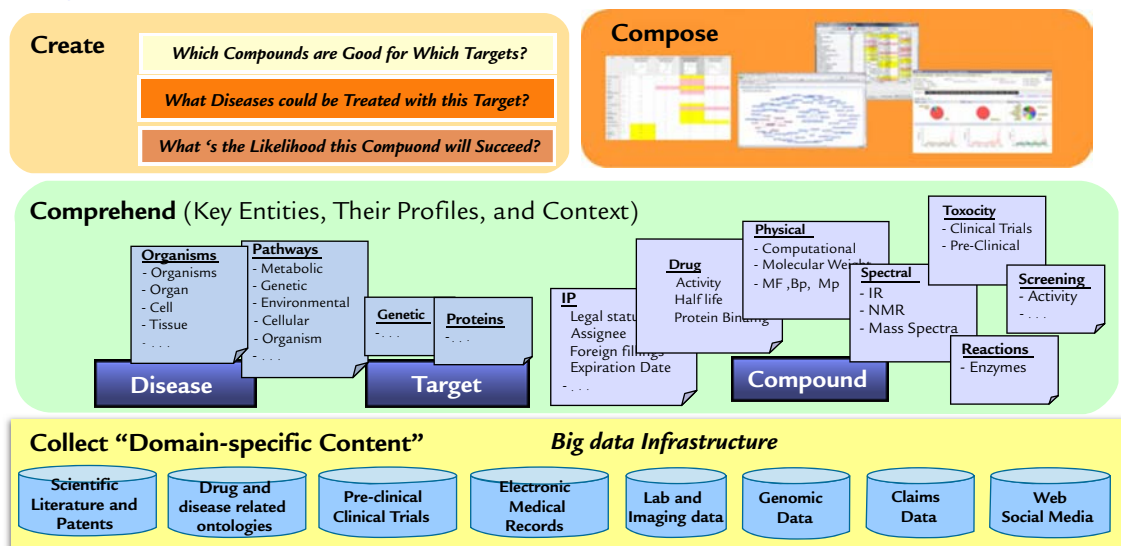 Create
Which Compounds are Good for Which Targets?
What Diseases could be Treated with this Target?
What ‘s the Likelihood this Compuond will Succeed?
Compose
Comprehend (Key Entities, Their Profiles, and Context)
Organisms
- Organisms
- Organ
- Cell
- Tissue
- . . .
Pathways
- Metabolic
- Genetic
- Environmental
- Cellular
- Organism
- . . .
Genetic
- . . .
Proteins
- . . .
Disease
Target
IP
Legal statu
Assignee
Foreign fillings
Expiration Date
- . . .
Drug
Activity
Half life
Protein Binding
Physical
- Computational
- Molecular Weight
- MF ,Bp, Mp
Spectral
- IR
- NMR
- Mass Spectra
Toxocity
- Clinical Trials
- Pre-Clinical
Screening
- Activity
- . . .
Reactions
- Enzymes
Compound
Collect “Domain-specific Content”
Big data Infrastructure
Scientific
Literature and
Patents
Drug and
disease related
ontologies
Pre-clinical
Clinical Trials
Electronic
Medical
Records
Lab and
Imaging data
Genomic
Data
Claims
Data
Web
Social Media